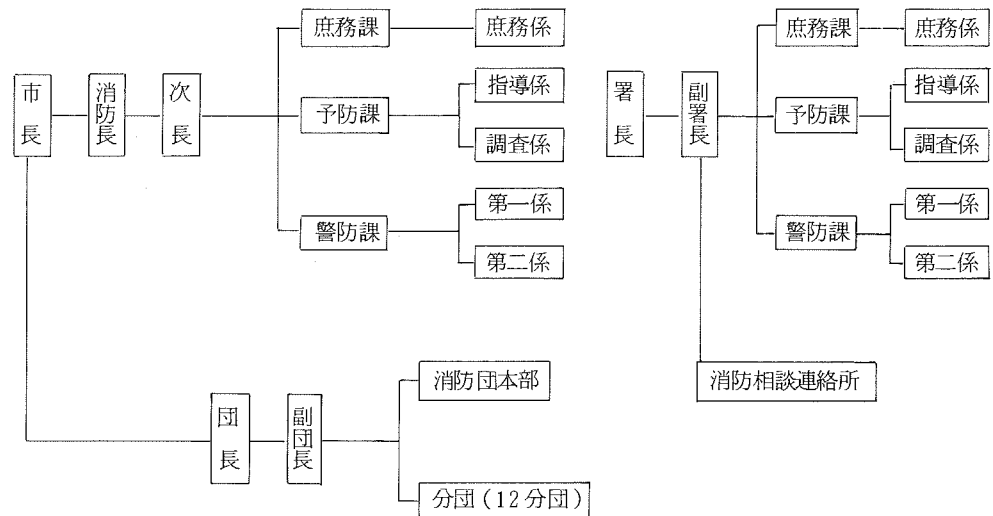 市長
消防長
次長
庶務課
庶務係
予防課
指導係
調査係
警防課
第一係
第二係
団長
副団長
消防団本部
分団(12分団)
署長
副署長
庶務課
庶務係
予防課
指導係
調査係
警防課
第一係
第二係
消防相談連絡所